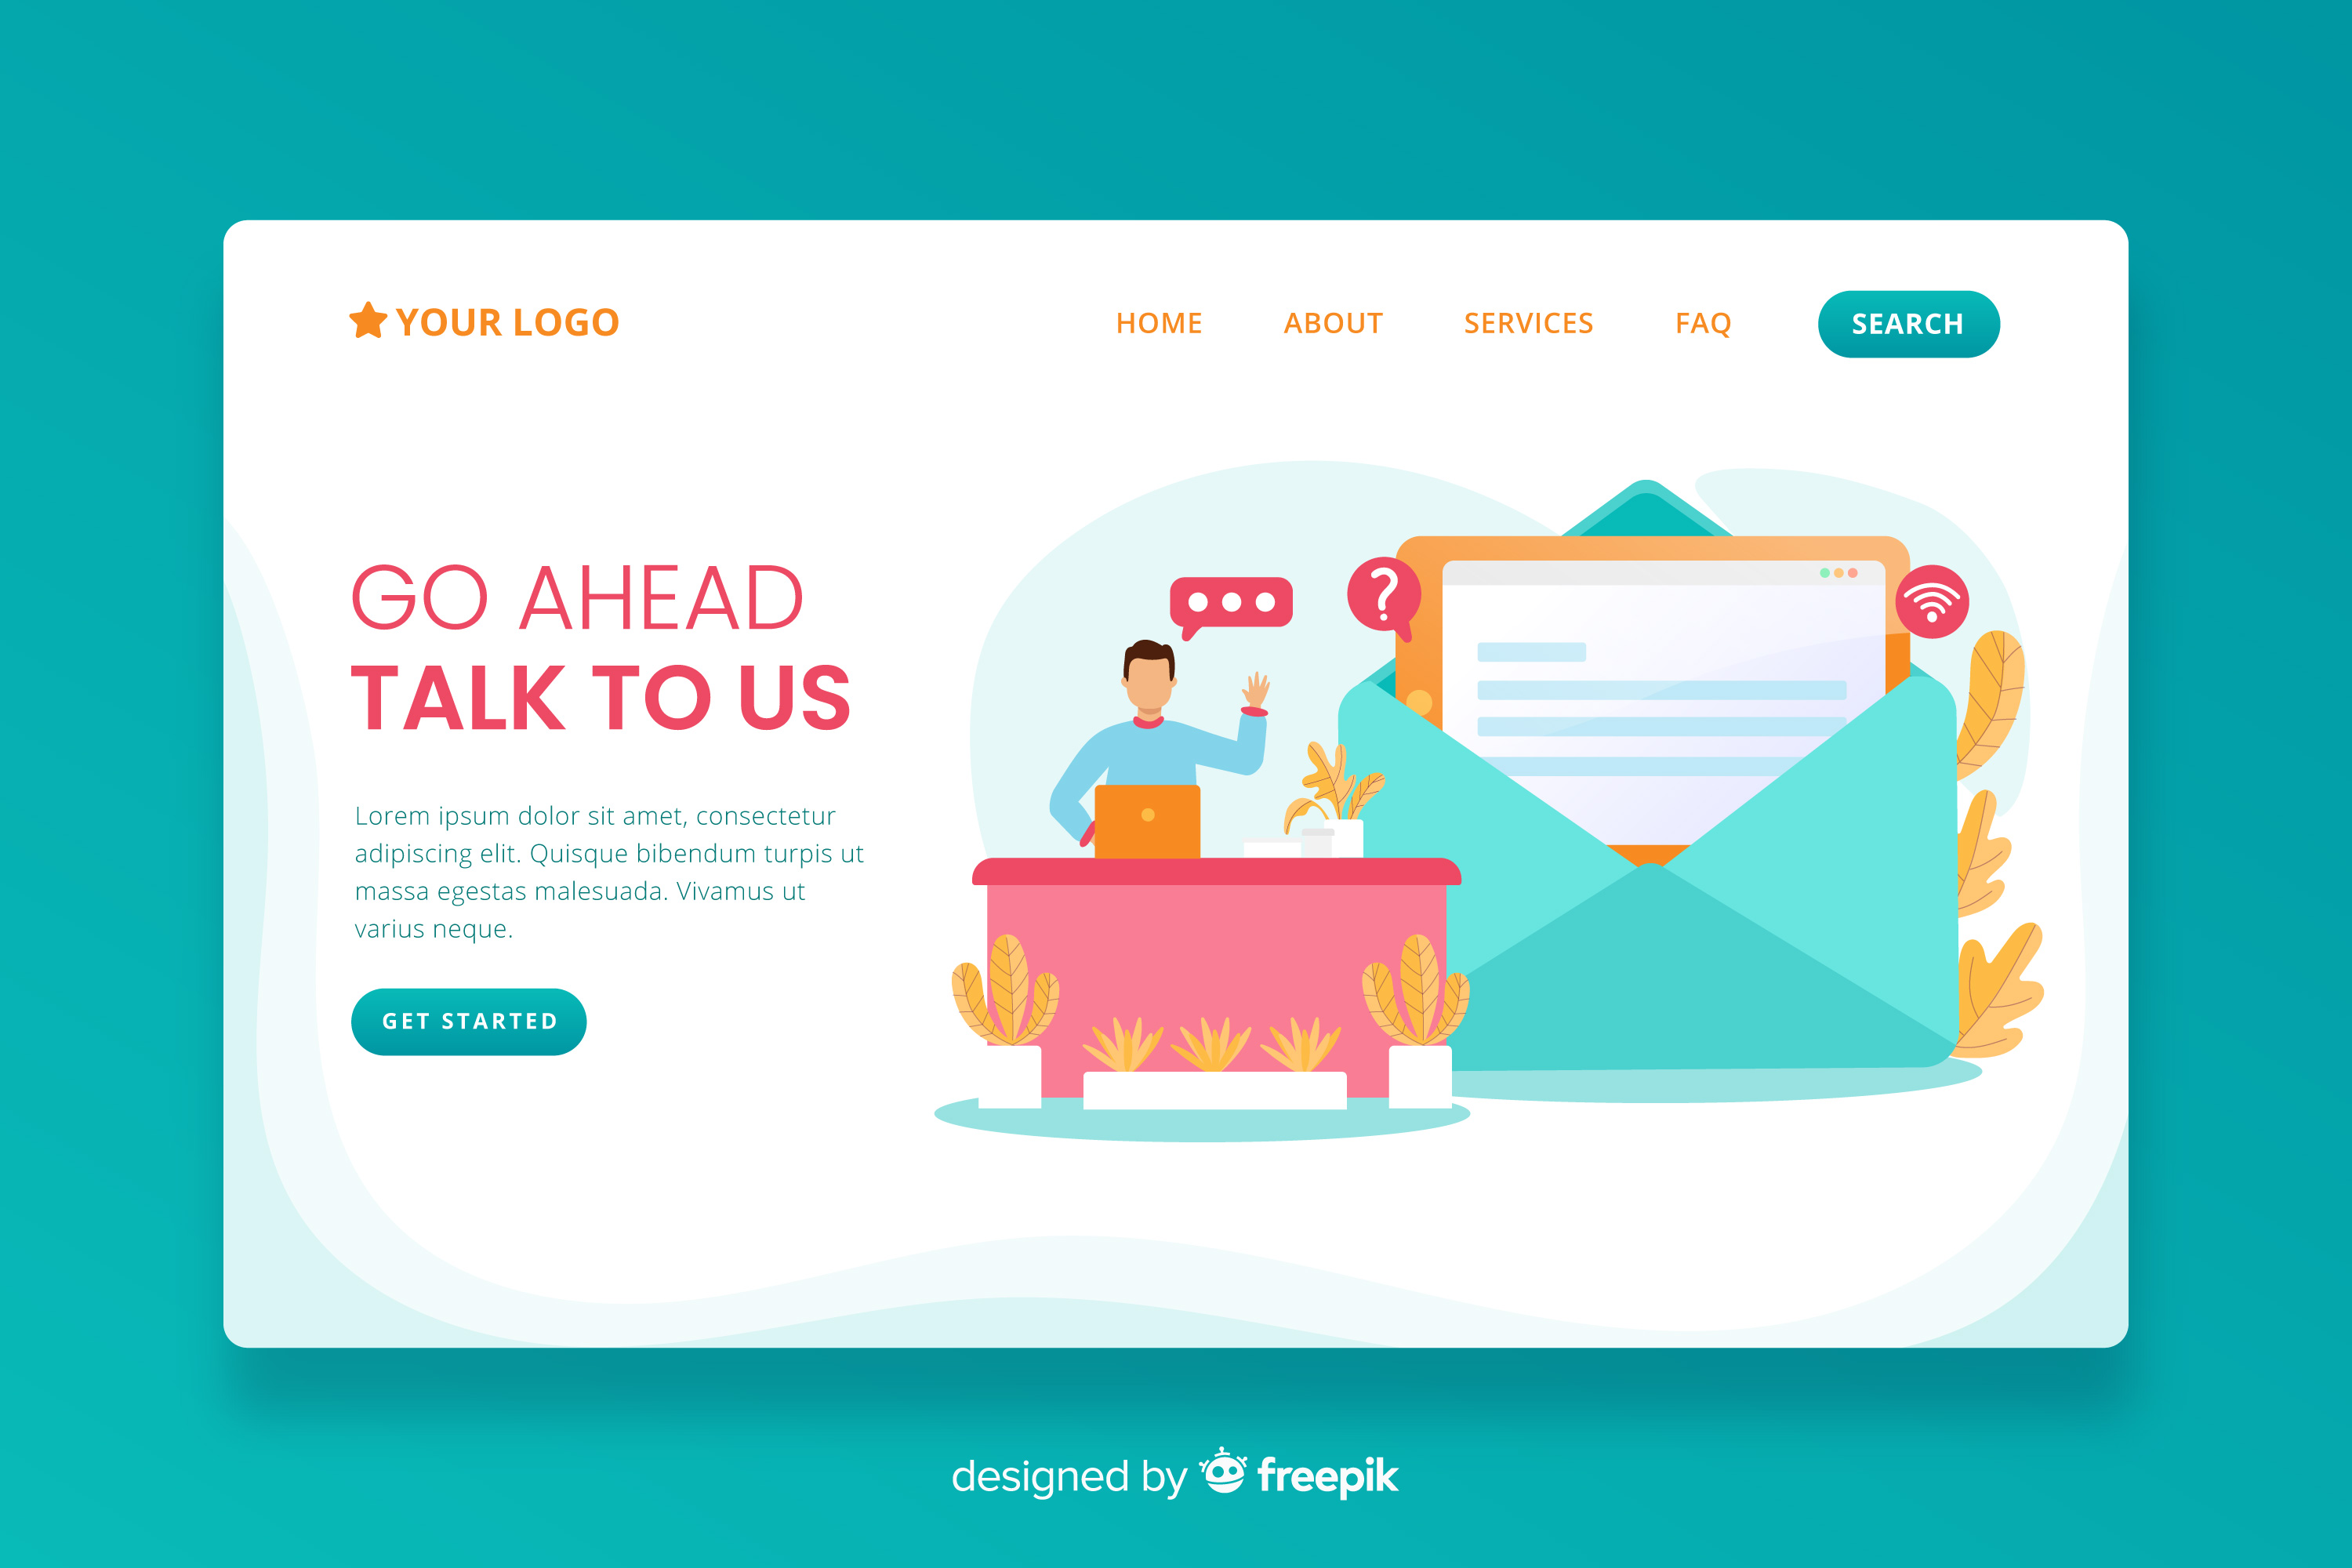 YOUR LOGO
HOME ABOUT SERVICES FAQ SEARCH
GO AHEAD
TALK TO US
Lorem ipsum dolor sit amet, consectetur
adipiscing elit. Quisque bibendum turpis ut
massa egestas malesuada. Vivamus ut
varius neque.
GET STARTED
?
designed by freepik